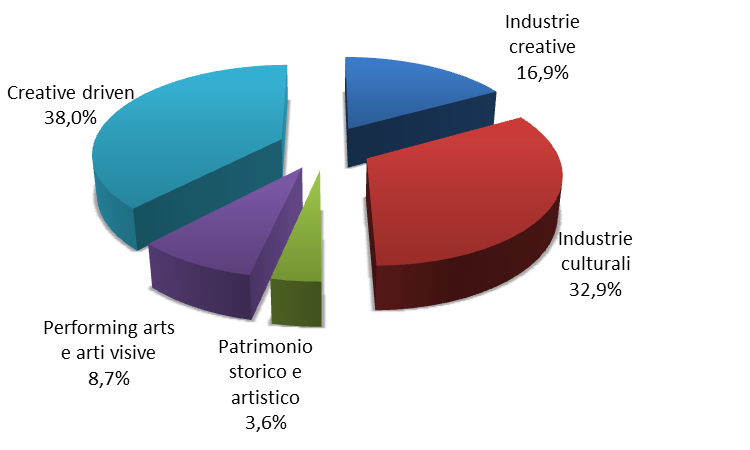 Industrie
creative
16,9%
Creative driven
38,0%
Industrie
culturali
32,9%
Performing arts
e arti visive
8,7%
Patrimonio
storico e
artistico
3,6%